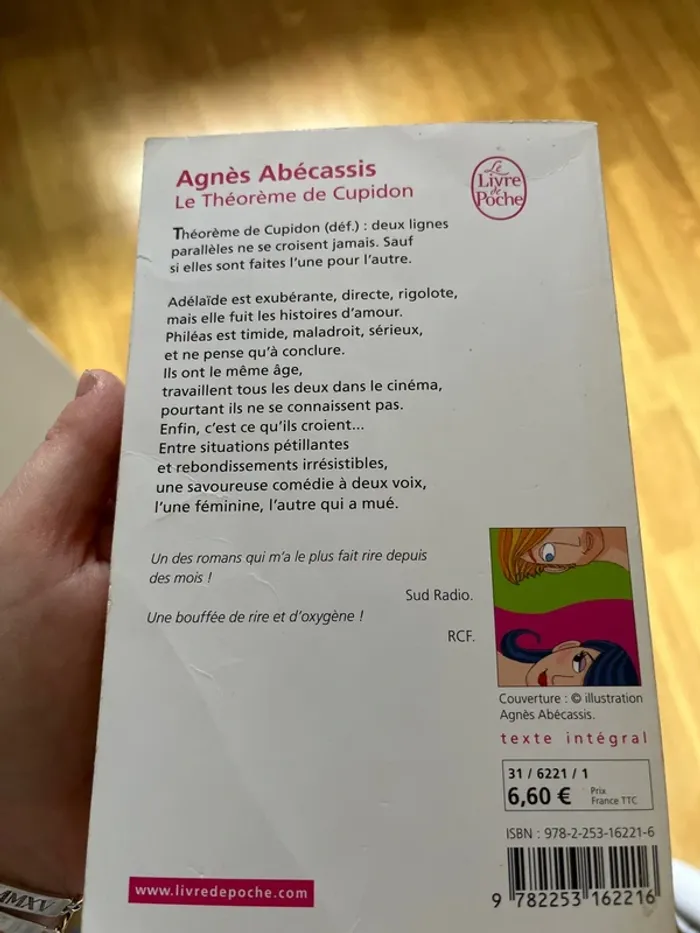 Agnès Abécassis
Le Théorème de Cupidon
Le
Livre
de
Poche
Théorème de Cupidon (déf.) : deux lignes
parallèles ne se croisent jamais. Sauf
si elles sont faites l'une pour l'autre.
Adélaïde est exubérante, directe, rigolote,
mais elle fuit les histoires d'amour.
Philéas est timide, maladroit, sérieux,
et ne pense qu'à conclure.
Ils ont le même âge,
travaillent tous les deux dans le cinéma,
pourtant ils ne se connaissent pas.
Enfin, c'est ce qu'ils croient...
Entre situations pétillantes
et rebondissements irrésistibles,
une savoureuse comédie à deux voix,
l'une féminine, l'autre qui a mué.
Un des romans qui m'a le plus fait rire depuis
des mois !
Sud Radio.
Une bouffée de rire et d'oxygène !
RCF.
Couverture : © illustration
Agnès Abécassis.
texte intégral
31 / 6221 / 1
6,60 € Prix
France TTC
ISBN : 978-2-253-16221-6
9 782253 162216
www.livredepoche.com
MMXV